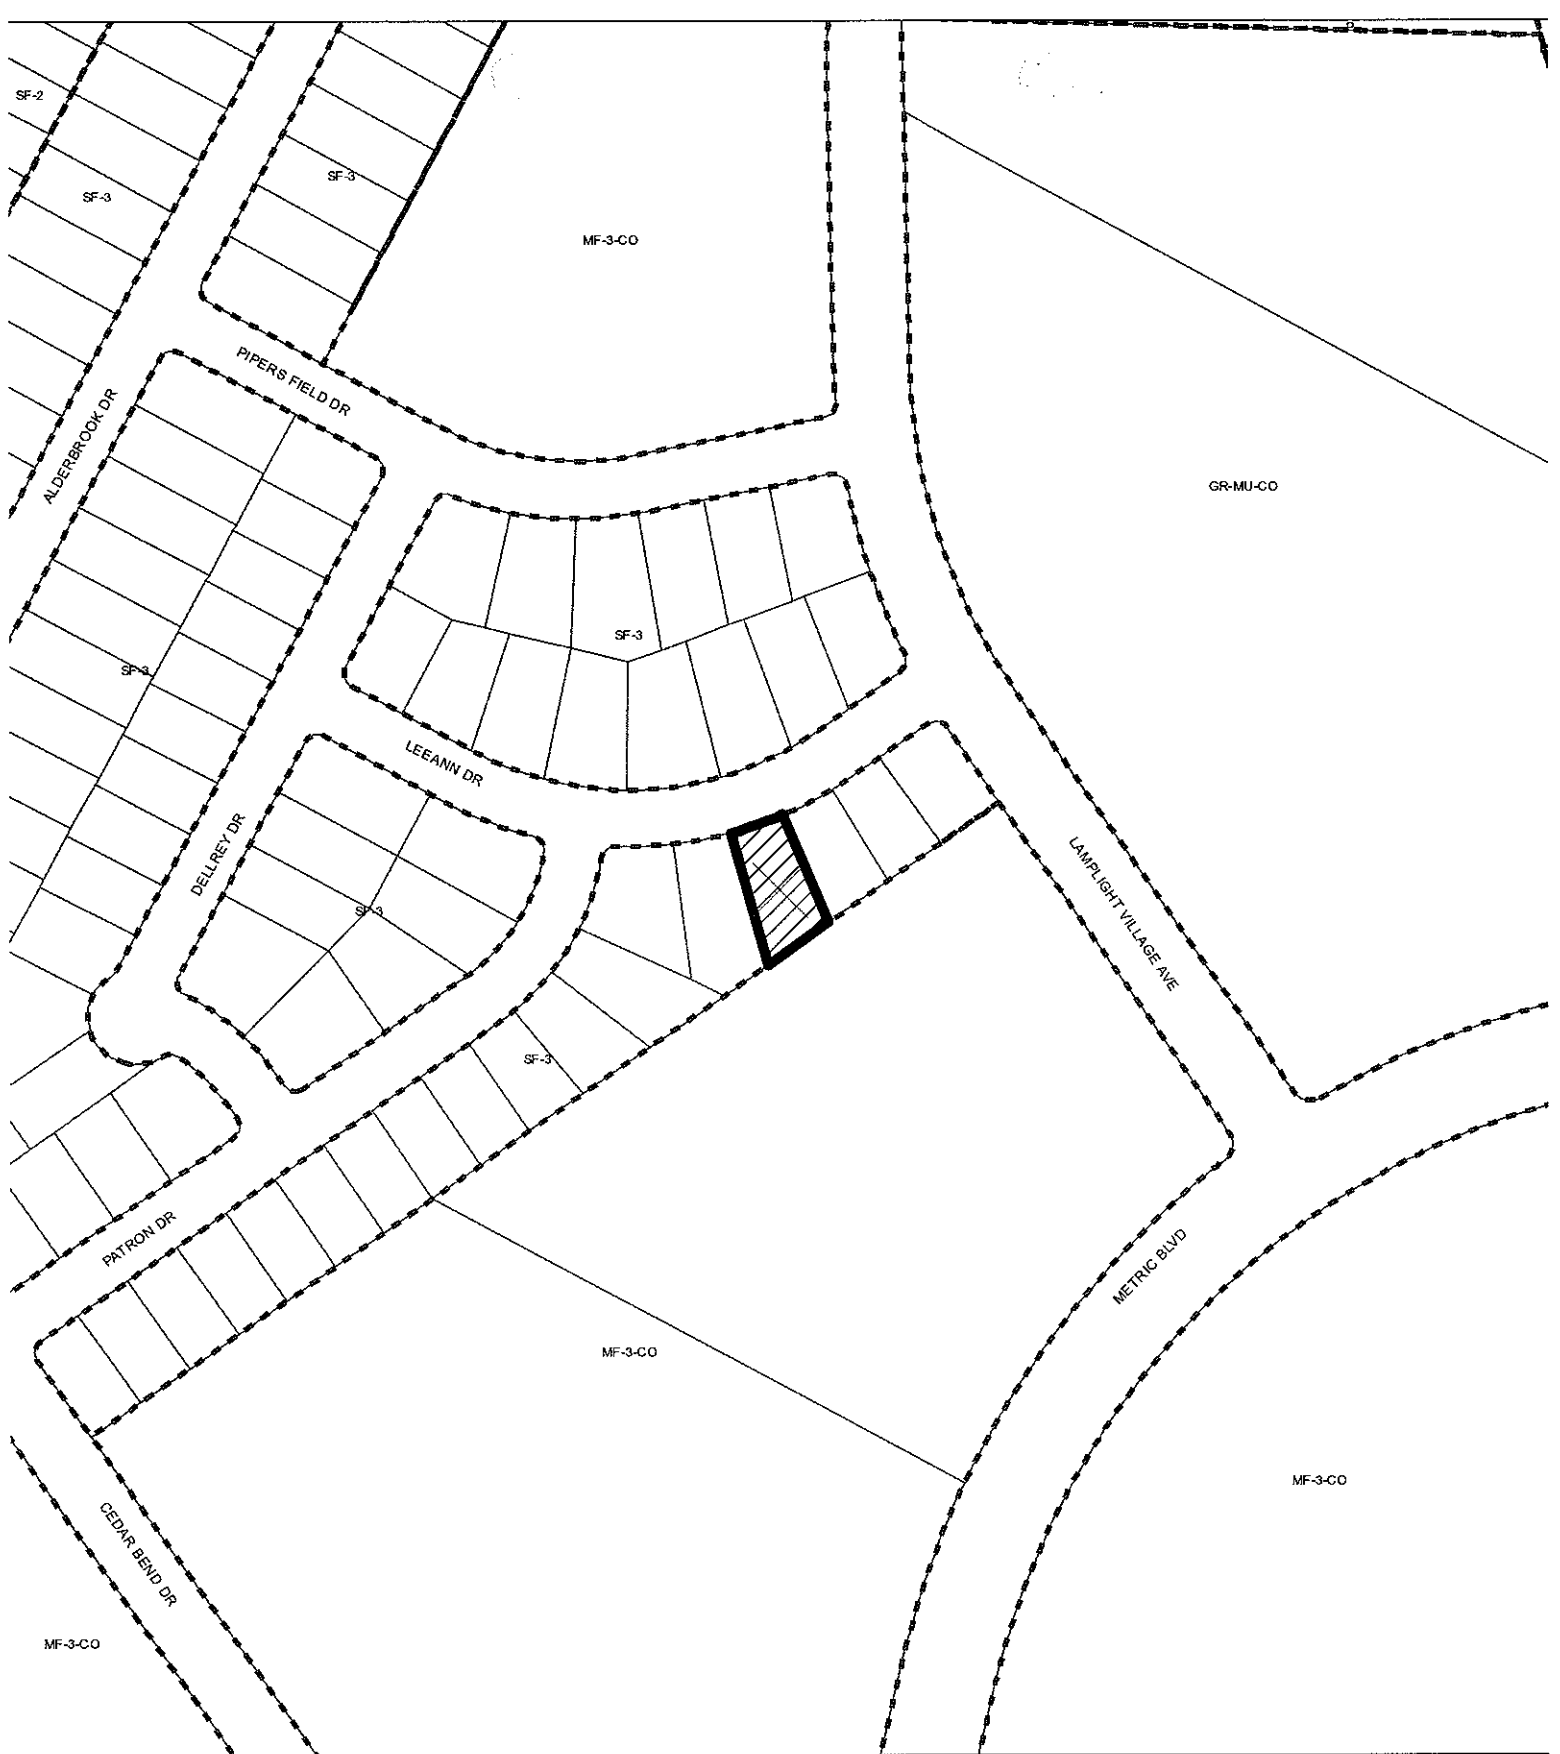 P
SF-2
SF-3
SF-3
MF-3-CO
PIPERS FIELD DR
ALDERBROOK DR
GR-MU-CO
SF-3
SF-3
LEEANN DR
DELLREY DR
LAMPLIGHT VILLAGE AVE
SF-3
SF-3
PATRON DR
METRIC BLVD
MF-3-CO
MF-3-CO
CEDAR BEND DR
MF-3-CO